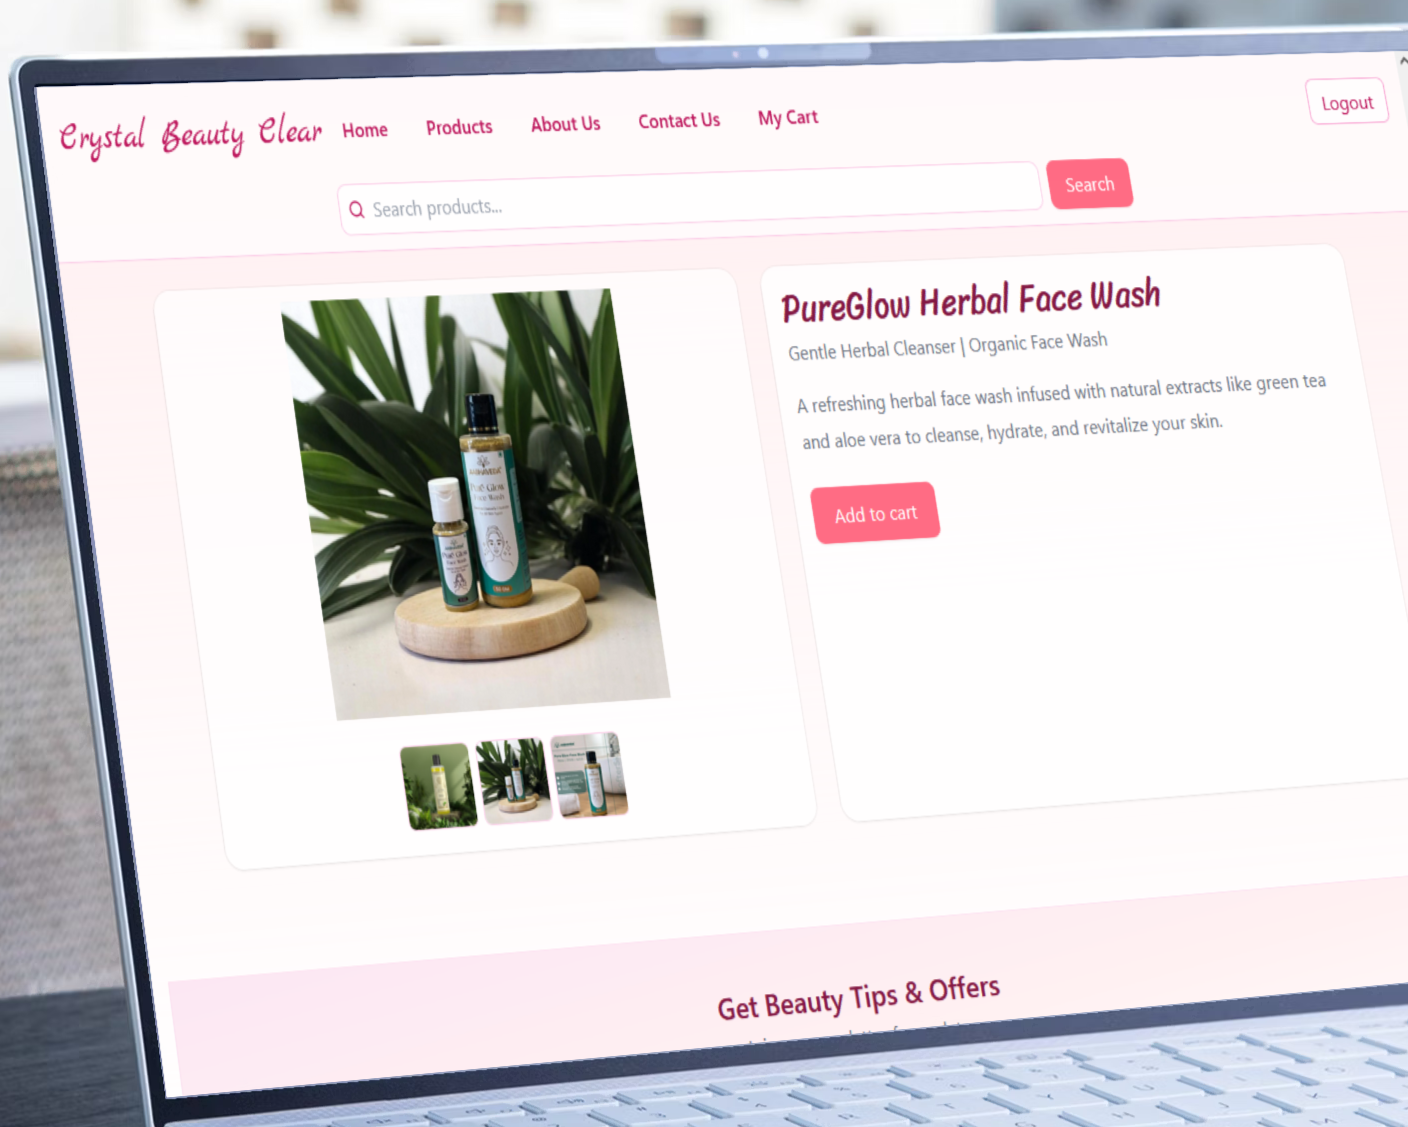 Crystal Beauty Clear
Home
Products
About Us
Contact Us
My Cart
Logout
Search products...
Search
PureGlow Herbal Face Wash
Gentle Herbal Cleanser | Organic Face Wash
A refreshing herbal face wash infused with natural extracts like green tea
and aloe vera to cleanse, hydrate, and revitalize your skin.
Add to cart
Face Wash
Get Beauty Tips & Offers